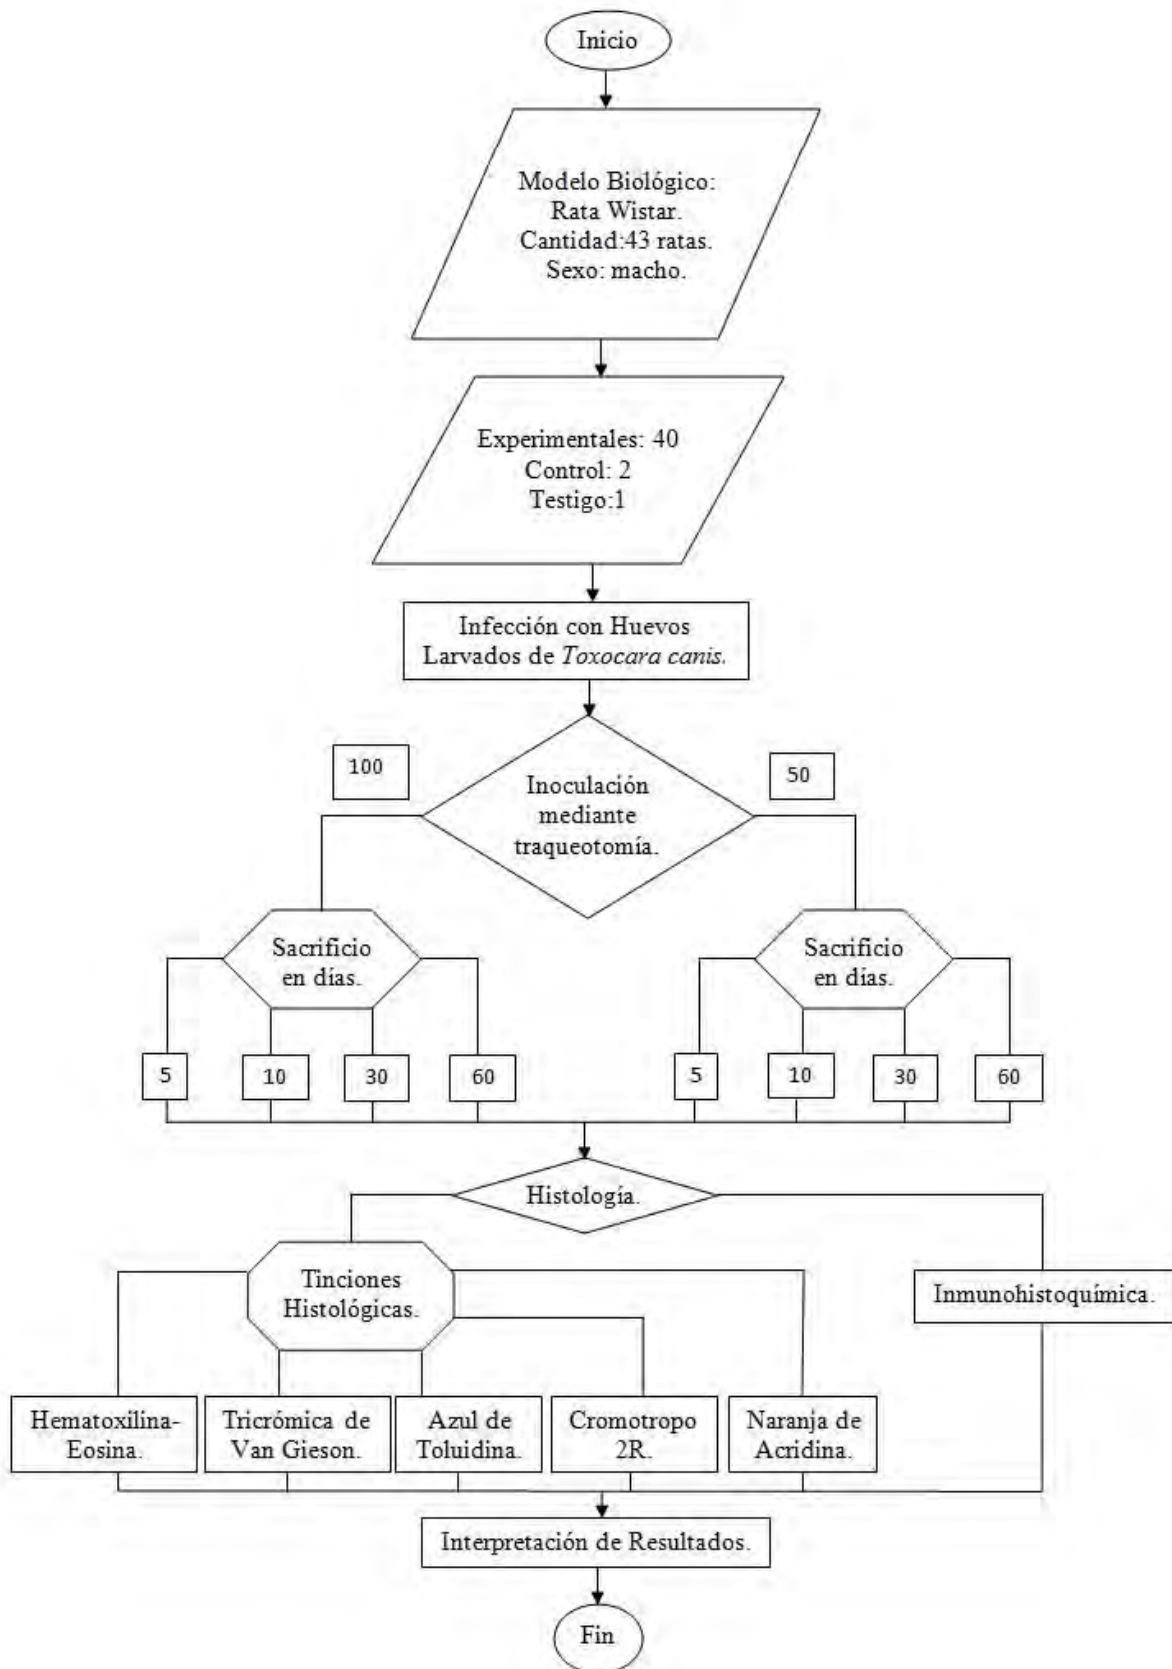 Inicio
Modelo Biológico:
Rata Wistar.
Cantidad:43 ratas.
Sexo: macho.
Experimentales: 40
Control: 2
Testigo:1
Infección con Huevos
Larvados de Toxocara canis.
100
50
Inoculación
mediante
traqueotomía.
Sacrificio
en días.
Sacrificio
en días.
5
10
30
60
5
10
30
60
Histología.
Tinciones
Histológicas.
Inmunohistoquímica.
Hematoxilina-
Eosina.
Tricrómica de
Van Gieson.
Azul de
Toluidina.
Cromotropo
2R.
Naranja de
Acridina.
Interpretación de Resultados.
Fin